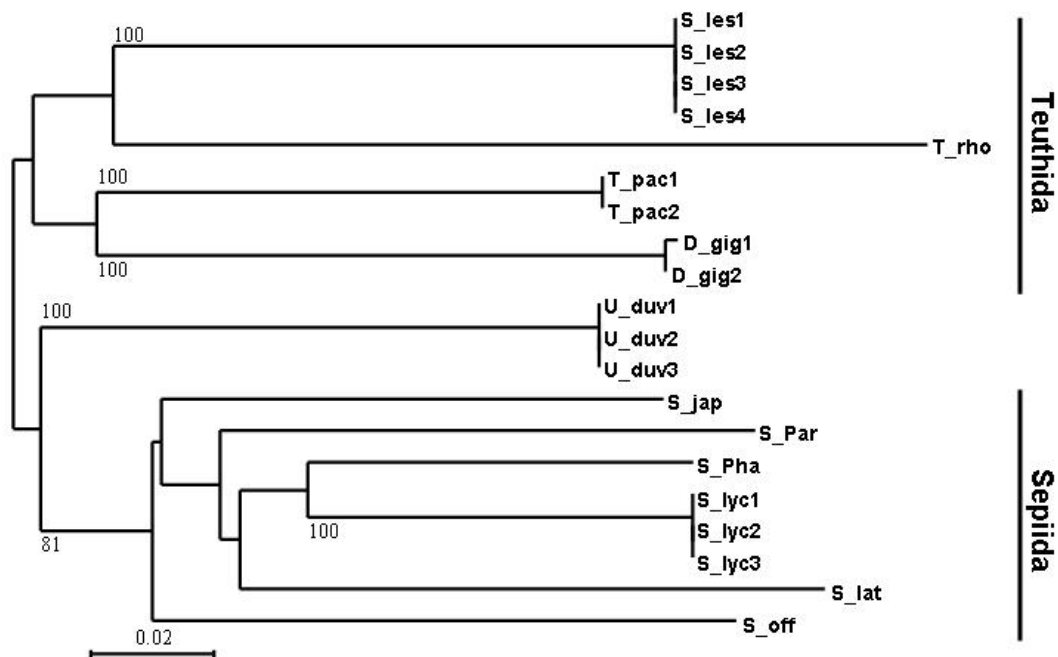 100
S_les1
S_les2
S_les3
S_les4
T_rho
100
T_pac1
T_pac2
D_gig1
100
D_gig2
Teuthida
100
U_duv1
U_duv2
U_duv3
S_jap
S_Par
S_Pha
S_lyc1
100
S_lyc2
81
S_lyc3
S_lat
S_off
Sepiida
0.02